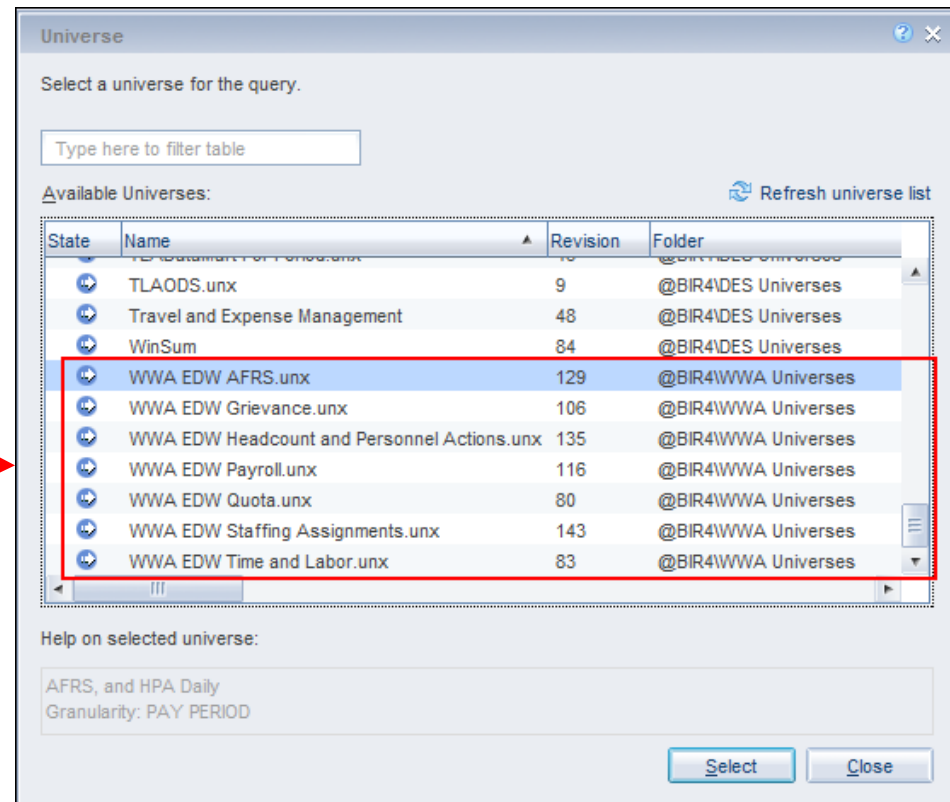 Universe
Select a universe for the query.
Type here to filter table
Available Universes: Refresh universe list
State Name Revision Folder
TLAODS.unx 9 @BIR4\DES Universes
Travel and Expense Management 48 @BIR4\DES Universes
WinSum 84 @BIR4\DES Universes
WWA EDW AFRS.unx 129 @BIR4\WWA Universes
WWA EDW Grievance.unx 106 @BIR4\WWA Universes
WWA EDW Headcount and Personnel Actions.unx 135 @BIR4\WWA Universes
WWA EDW Payroll.unx 116 @BIR4\WWA Universes
WWA EDW Quota.unx 80 @BIR4\WWA Universes
WWA EDW Staffing Assignments.unx 143 @BIR4\WWA Universes
WWA EDW Time and Labor.unx 83 @BIR4\WWA Universes
Help on selected universe:
AFRS, and HPA Daily
Granularity: PAY PERIOD
Select Close